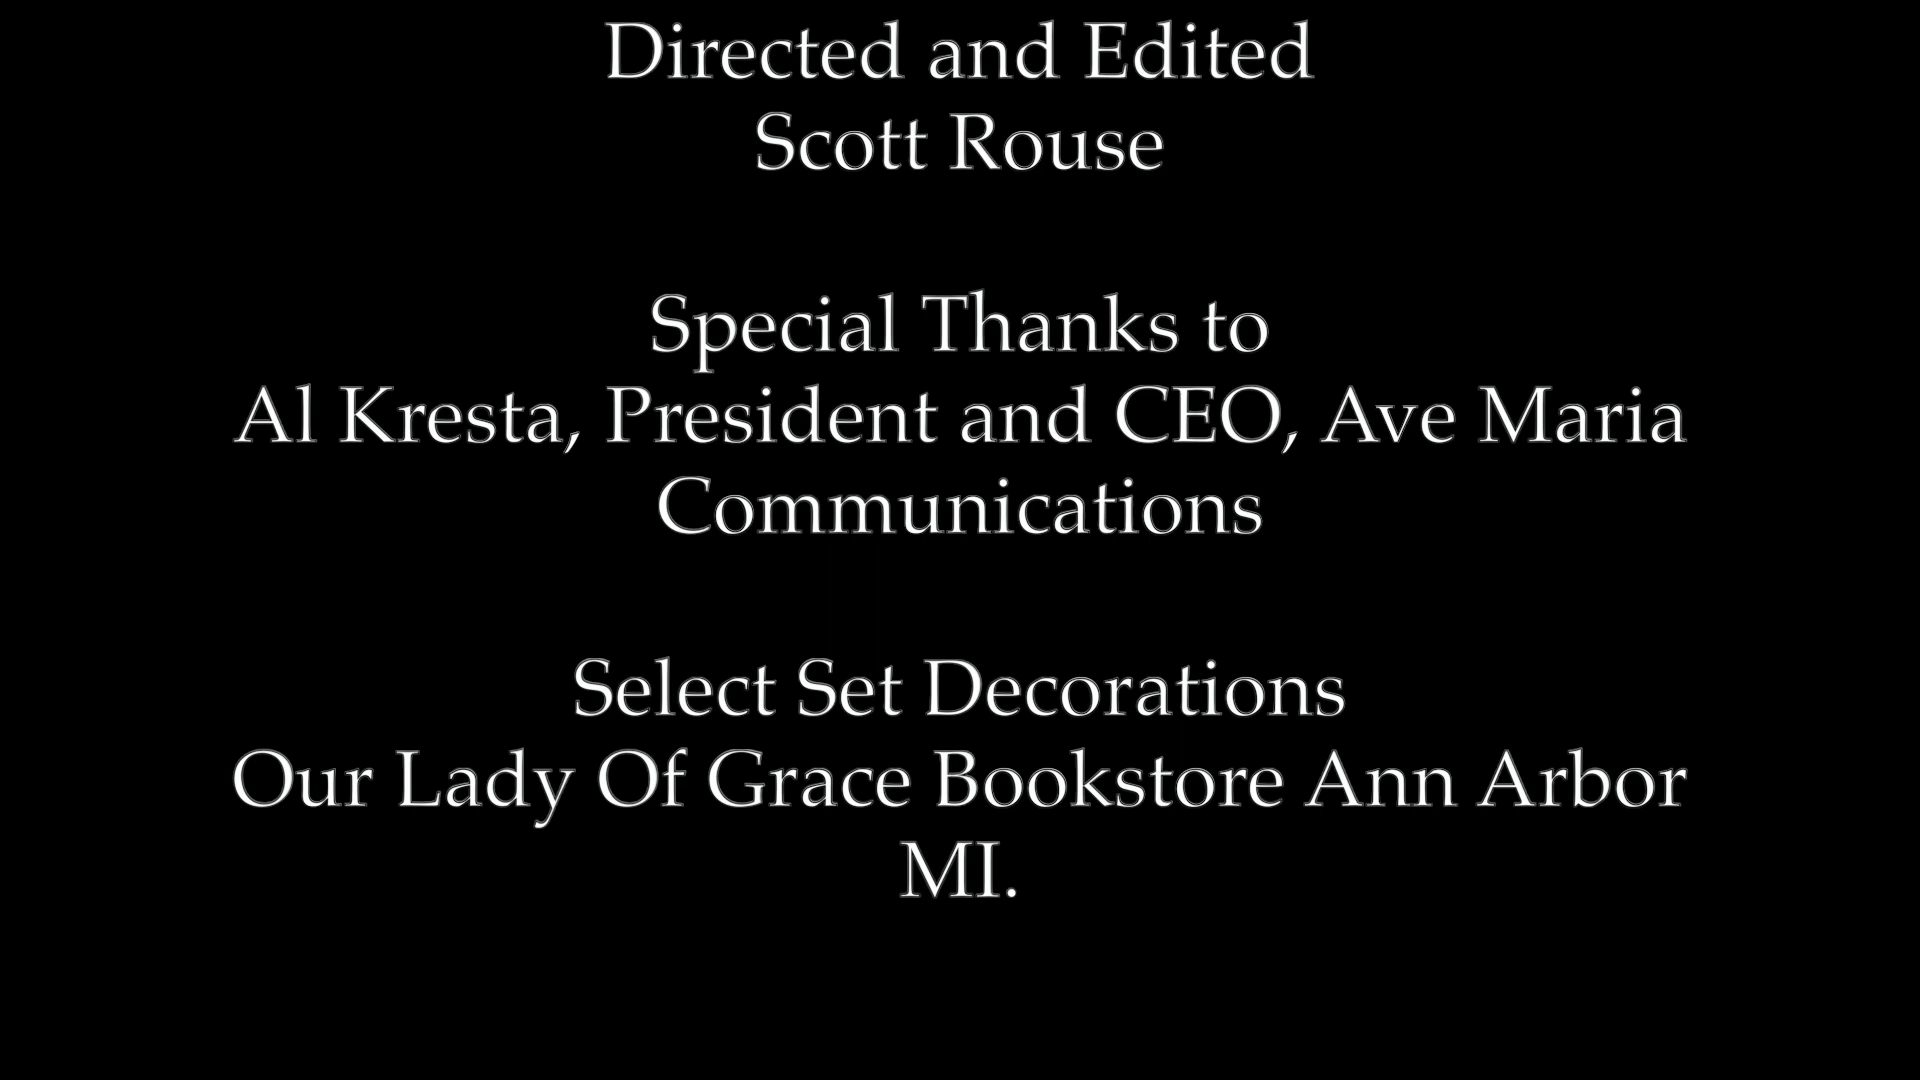 Directed and Edited
Scott Rouse
Special Thanks to
Al Kresta, President and CEO, Ave Maria
Communications
Select Set Decorations
Our Lady Of Grace Bookstore Ann Arbor
MI.